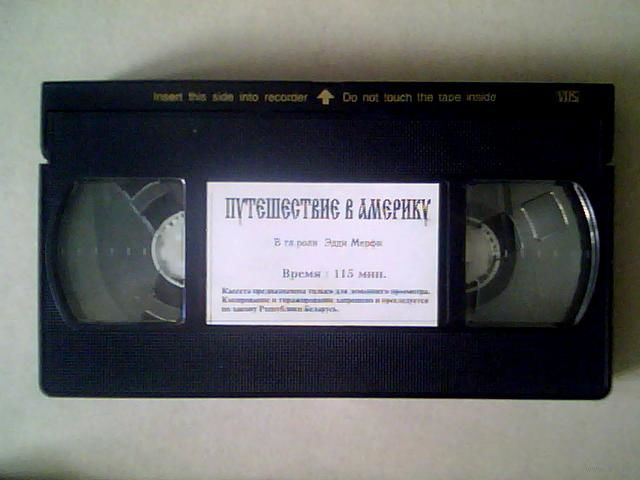 Insert this side into recorder Do not touch the tape inside VHS
ПУТЕШЕСТВИЕ В АМЕРИКУ
В гл.роли Эдди Мерфи
Время : 115 мин.
Кассета предназначена только для домашнего просмотра.
Копирование и тиражирование запрещено и преследуется
по закону Республики Беларусь.